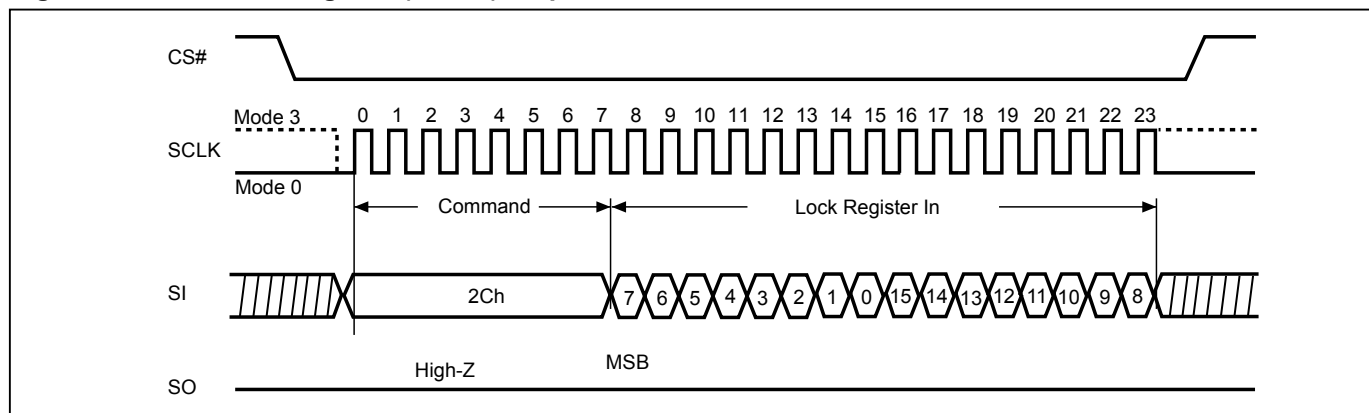 CS#
Mode 3
0 1 2 3 4 5 6 7 8 9 10 11 12 13 14 15 16 17 18 19 20 21 22 23
SCLK
Mode 0
Command
Lock Register In
SI
2Ch
7 6 5 4 3 2 1 0 15 14 13 12 11 10 9 8
High-Z
MSB
SO